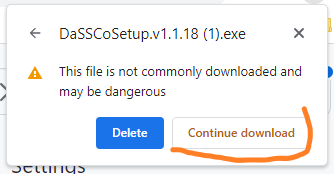 DaSSCoSetup.v1.1.18 (1).exe
This file is not commonly downloaded and
may be dangerous
Delete
Continue download
Settings